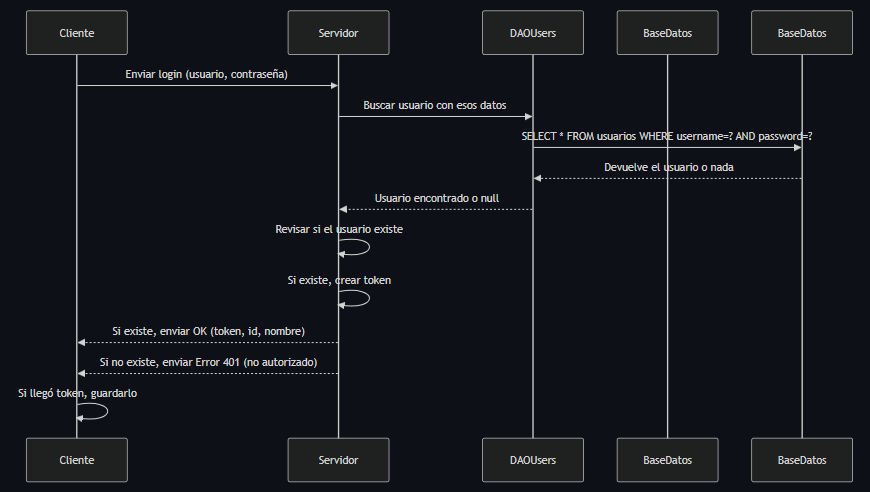 Cliente
Servidor
DAOUsers
BaseDatos
BaseDatos
Enviar login (usuario, contraseña)
Buscar usuario con esos datos
SELECT * FROM usuarios WHERE username=? AND password=?
Devuelve el usuario o nada
Usuario encontrado o null
Revisar si el usuario existe
Si existe, crear token
Si existe, enviar OK (token, id, nombre)
Si no existe, enviar Error 401 (no autorizado)
Si llegó token, guardarlo
Cliente
Servidor
DAOUsers
BaseDatos
BaseDatos